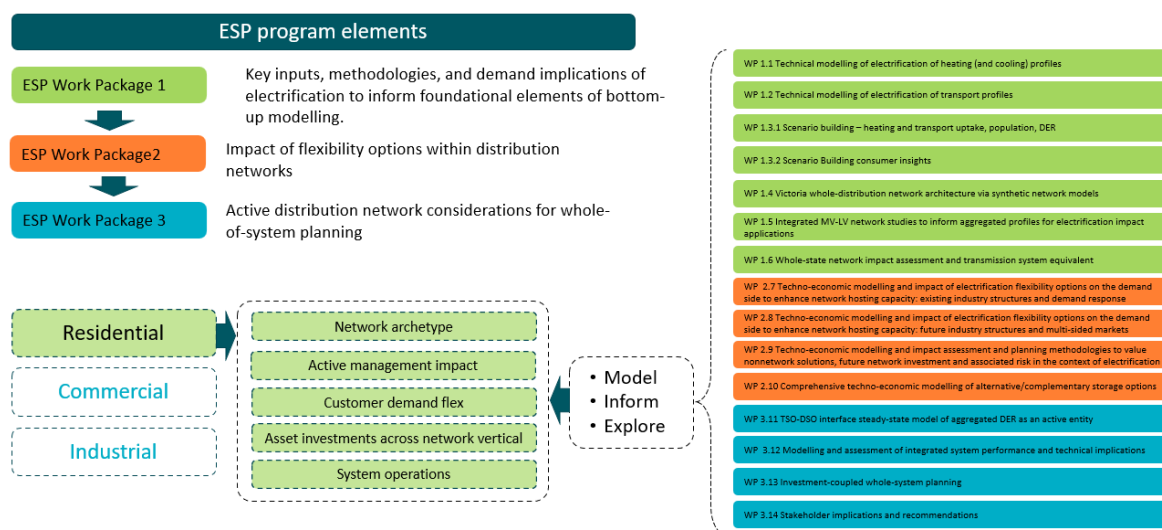 ESP program elements
ESP Work Package 1
Key inputs, methodologies, and demand implications of
electrification to inform foundational elements of bottom-
up modelling.
ESP Work Package2
Impact of flexibility options within distribution
networks
ESP Work Package 3
Active distribution network considerations for whole-
of-system planning
Residential
Commercial
Industrial
Network archetype
Active management impact
Customer demand flex
Asset investments across network vertical
System operations
• Model
• Inform
• Explore
WP 1.1 Technical modelling of electrification of heating (and cooling) profiles
WP 1.2 Technical modelling of electrification of transport profiles
WP 1.3.1 Scenario building – heating and transport uptake, population, DER
WP 1.3.2 Scenario Building consumer insights
WP 1.4 Victoria whole-distribution network architecture via synthetic network models
WP 1.5 Integrated MV-LV network studies to inform aggregated profiles for electrification impact
applications
WP 1.6 Whole-state network impact assessment and transmission system equivalent
WP 2.7 Techno-economic modelling and impact of electrification flexibility options on the demand
side to enhance network hosting capacity: existing industry structures and demand response
WP 2.8 Techno-economic modelling and impact of electrification flexibility options on the demand
side to enhance network hosting capacity: future industry structures and multi-sided markets
WP 2.9 Techno-economic modelling and impact assessment and planning methodologies to value
nonnetwork solutions, future network investment and associated risk in the context of electrification
WP 2.10 Comprehensive techno-economic modelling of alternative/complementary storage options
WP 3.11 TSO-DSO interface steady-state model of aggregated DER as an active entity
WP 3.12 Modelling and assessment of integrated system performance and technical implications
WP 3.13 Investment-coupled whole-system planning
WP 3.14 Stakeholder implications and recommendations